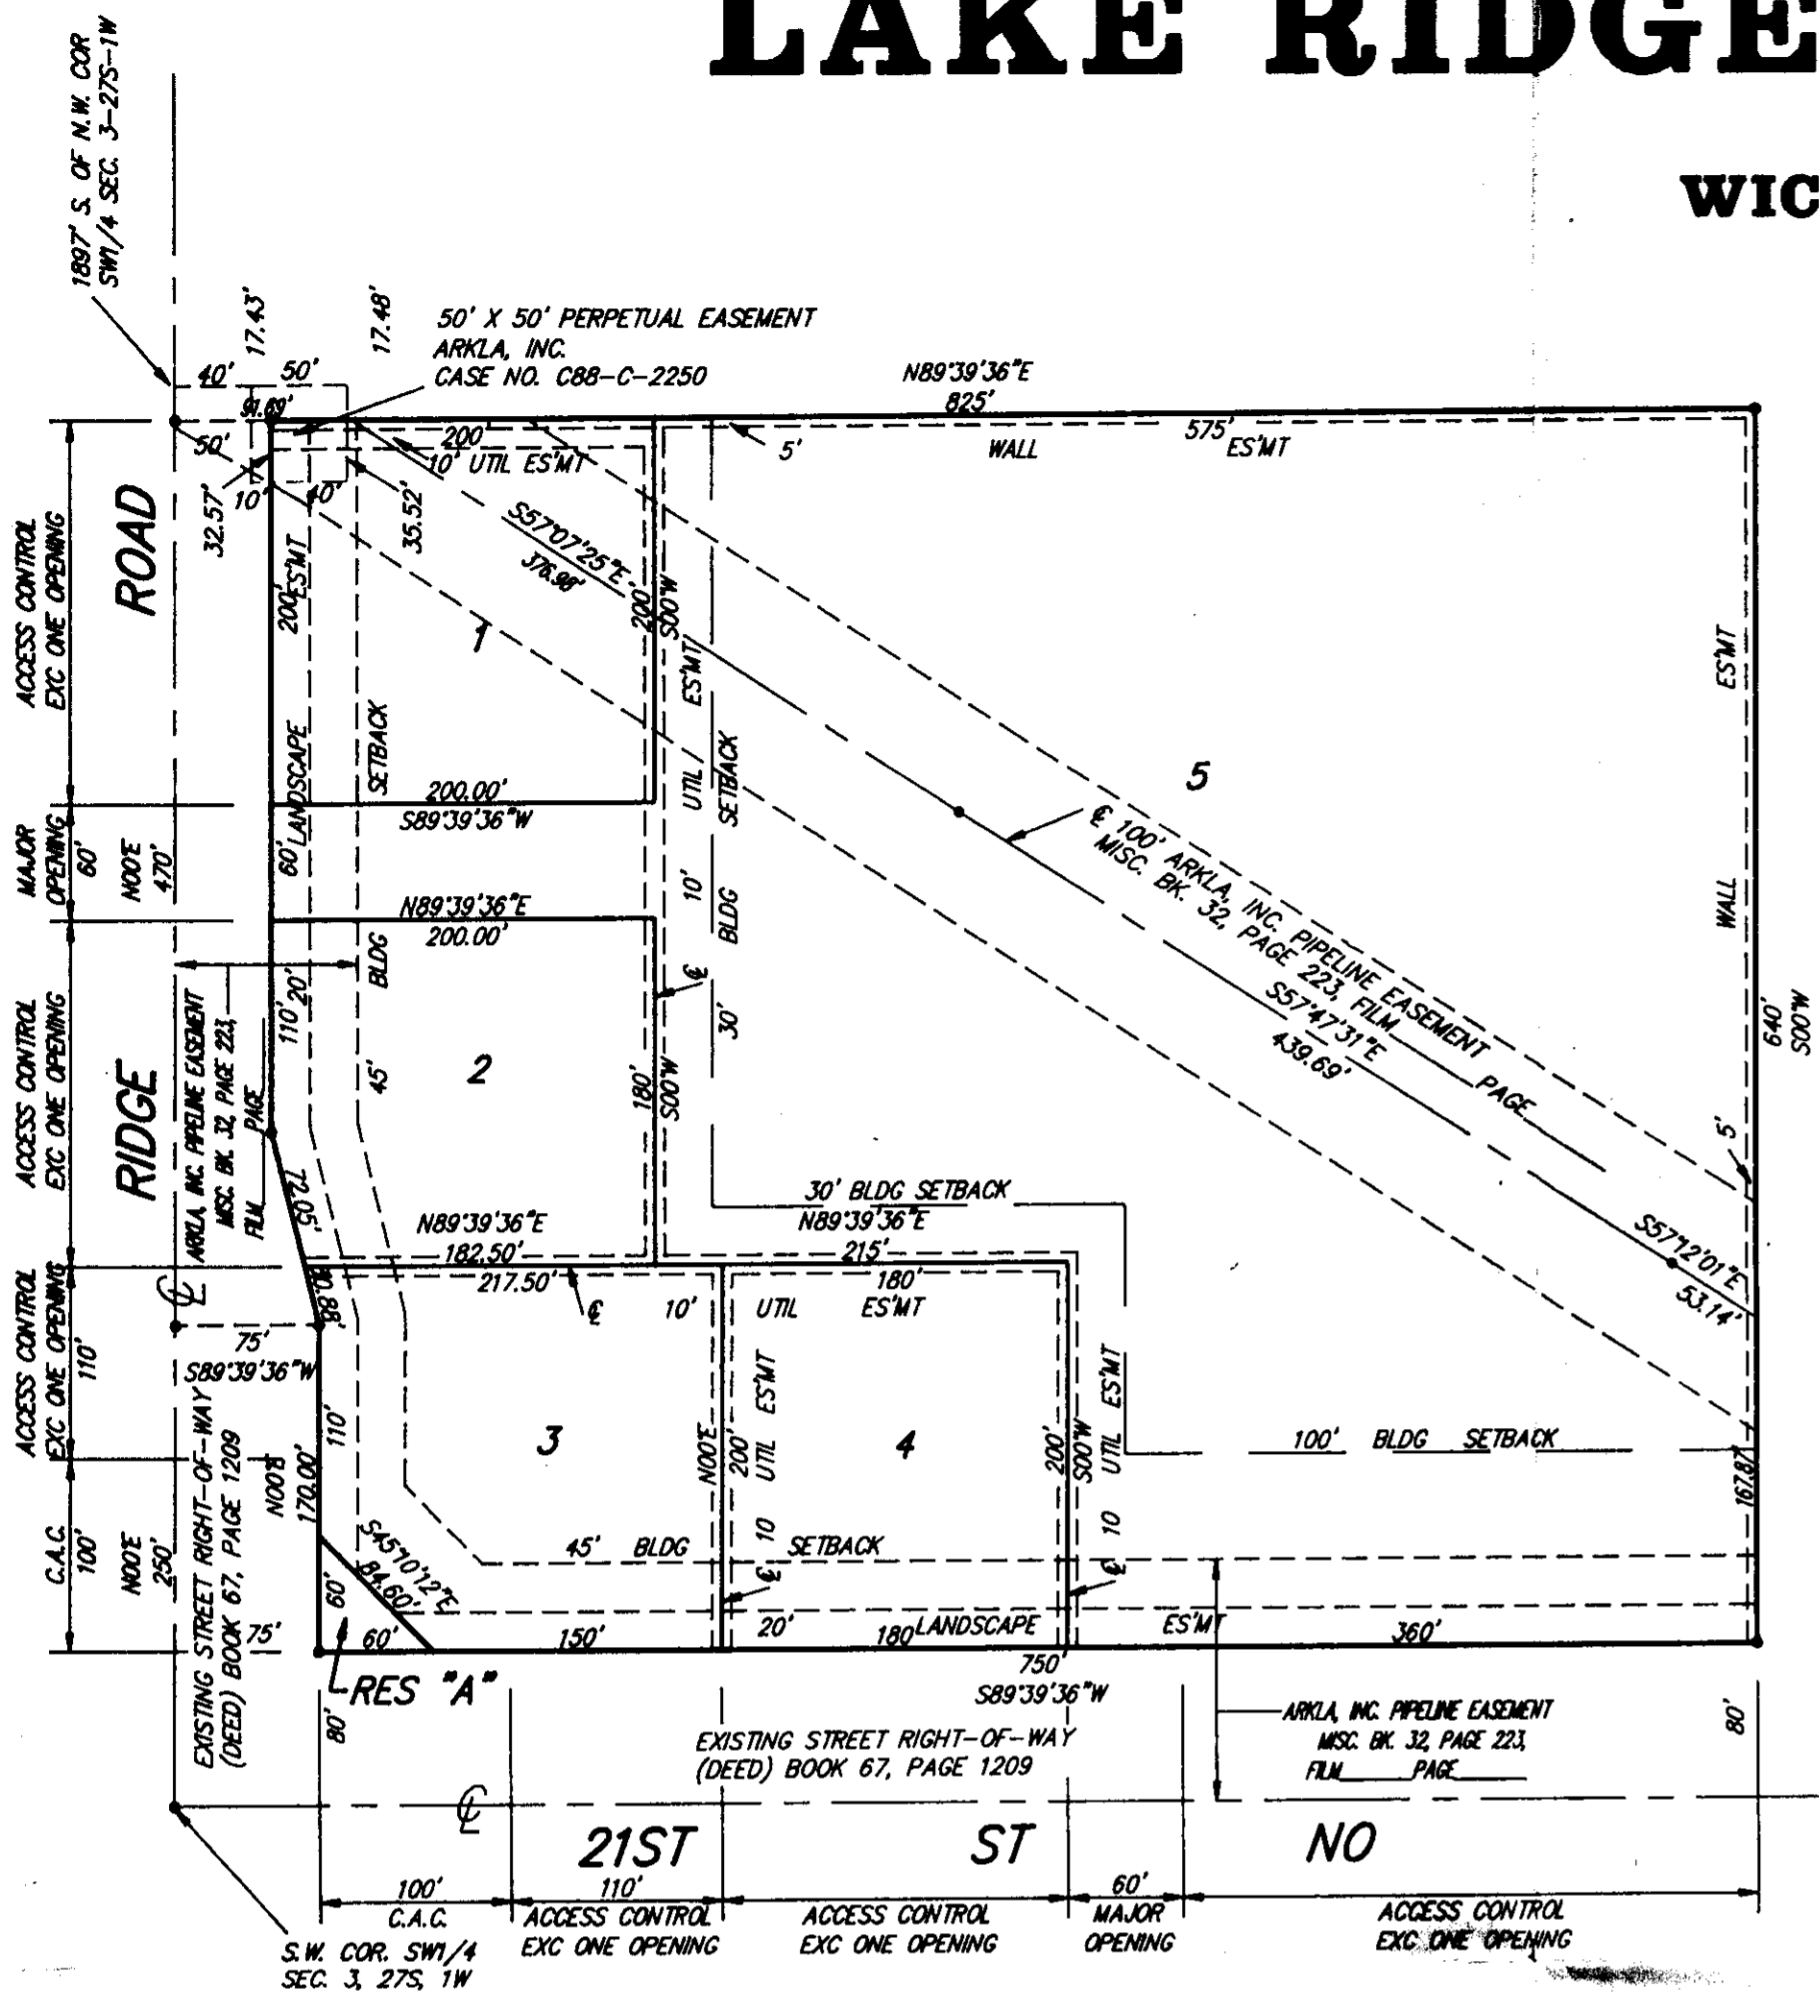 LAKE RIDGE
WIC
1897' S. OF N.W. COR
SW1/4 SEC. 3-27S-1W
17.43'
17.48'
50' X 50' PERPETUAL EASEMENT
ARKLA, INC.
CASE NO. C88-C-2250
40'
50'
N89°39'36"E
825'
50'
200
10' UTIL ES'MT
5'
WALL
575'
ES'MT
10'
40'
32.57'
35.52'
S57°07'25"E
376.98'
ROAD
ACCESS CONTROL
EXC ONE OPENING
200'
ES'MT
1
200'
S00°W
ES'MT
LANDSCAPE
SETBACK
UTIL
SETBACK
5
ES'MT
200.00'
S89°39'36"W
MAJOR
OPENING
60'
N00°E
470'
60'
10'
BLDG
₵ 100' ARKLA, INC. PIPELINE EASEMENT
MISC. BK. 32, PAGE 223, FILM PAGE
S57°47'31"E
439.69'
WALL
N89°39'36"E
200.00'
BLDG
₵
30'
640'
S00°W
ACCESS CONTROL
EXC ONE OPENING
RIDGE
ARKLA, INC. PIPELINE EASEMENT
MISC. BK. 32, PAGE 223,
FILM PAGE
110'
20'
45'
2
180'
S00°W
5'
72.05'
30' BLDG SETBACK
N89°39'36"E
182.50'
N89°39'36"E
215'
S57°12'01"E
53.14'
217.50'
180'
₵
10'
UTIL
ES'MT
₵
75'
S89°39'36"W
ACCESS CONTROL
EXC ONE OPENING
110'
EXISTING STREET RIGHT-OF-WAY
(DEED) BOOK 67, PAGE 1209
110'
N00°E
170.00'
3
N00°E
200'
10 UTIL ES'MT
4
200'
S00°W
10 UTIL ES'MT
100' BLDG SETBACK
167.87'
C.A.C.
100'
N00°E
250'
S45°10'12"E
84.60'
45' BLDG SETBACK
₵
₵
60'
75'
60'
150'
20'
180'
LANDSCAPE
ES'MT
360'
RES "A"
750'
S89°39'36"W
80'
EXISTING STREET RIGHT-OF-WAY
(DEED) BOOK 67, PAGE 1209
ARKLA, INC. PIPELINE EASEMENT
MISC. BK. 32, PAGE 223,
FILM PAGE
80'
₵
21ST ST NO
100'
C.A.C.
110'
ACCESS CONTROL
EXC ONE OPENING
ACCESS CONTROL
EXC ONE OPENING
60'
MAJOR
OPENING
ACCESS CONTROL
EXC ONE OPENING
S.W. COR. SW1/4
SEC. 3, 27S, 1W